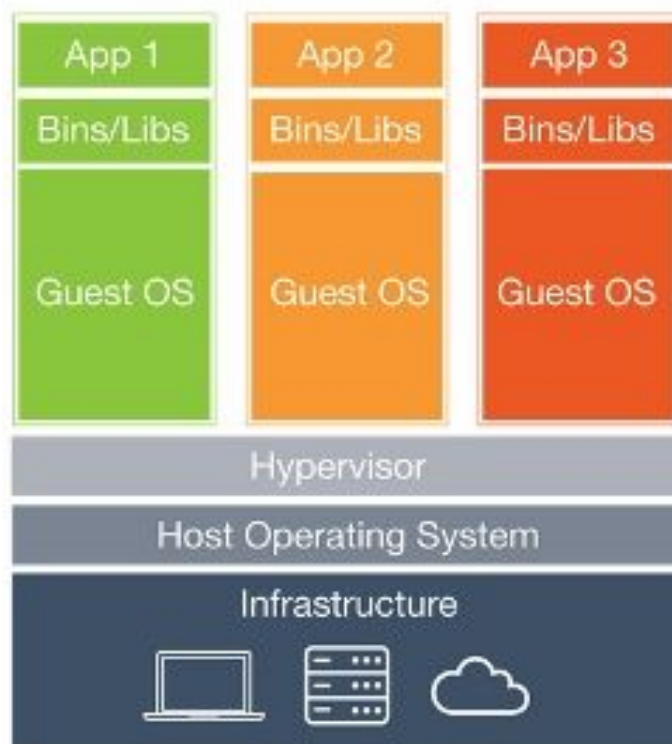 App 1
App 2
App 3
Bins/Libs
Bins/Libs
Bins/Libs
Guest OS
Guest OS
Guest OS
Hypervisor
Host Operating System
Infrastructure